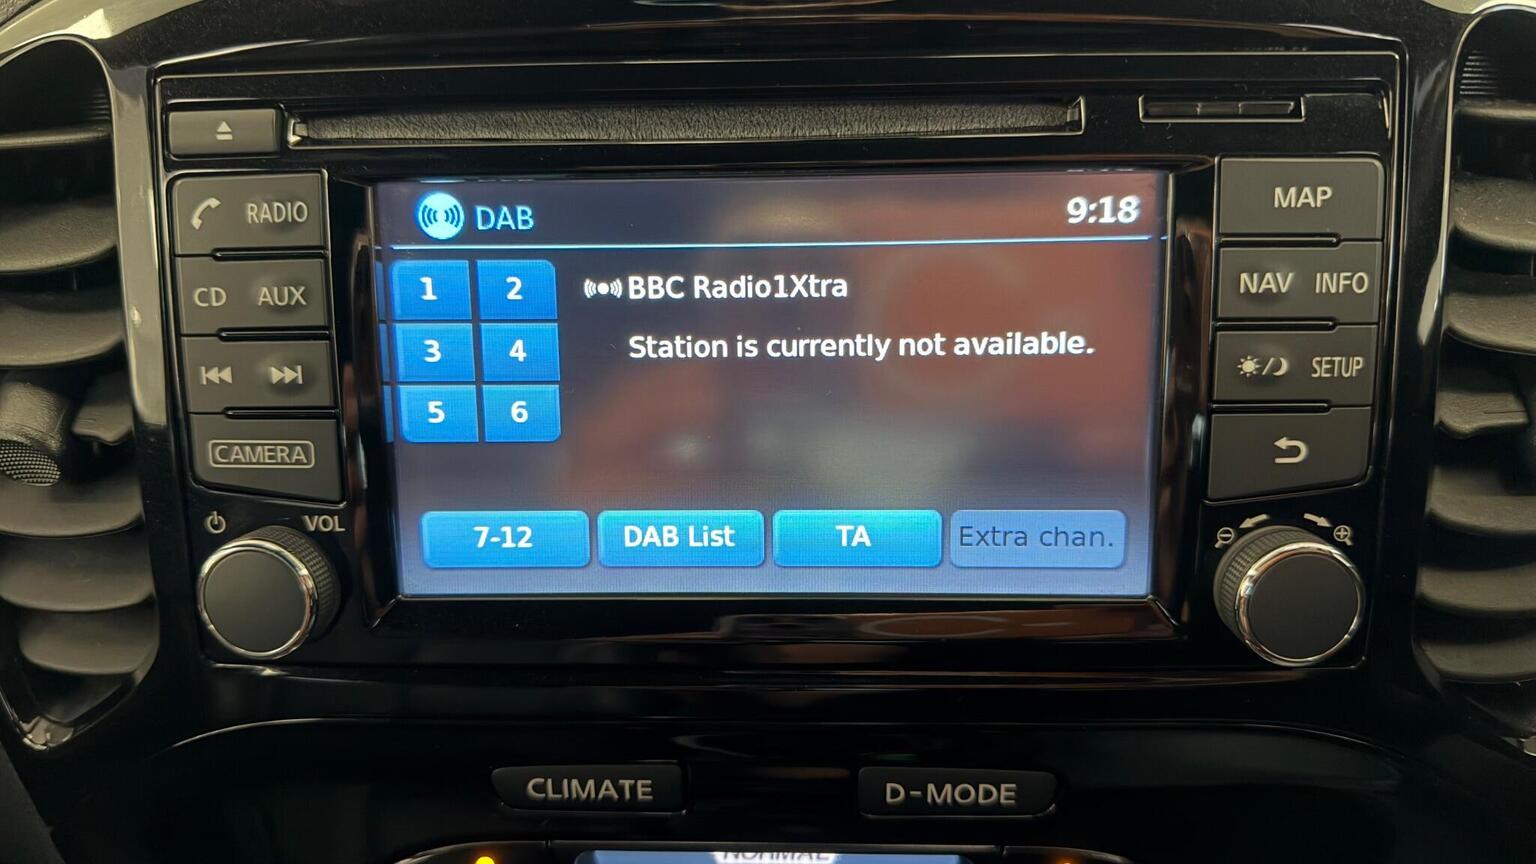 RADIO
CD AUX
CAMERA
VOL
DAB
9:18
1 2
3 4
5 6
BBC Radio1Xtra
Station is currently not available.
7-12 DAB List TA Extra chan.
MAP
NAV INFO
SETUP
CLIMATE
D-MODE
NORMAL